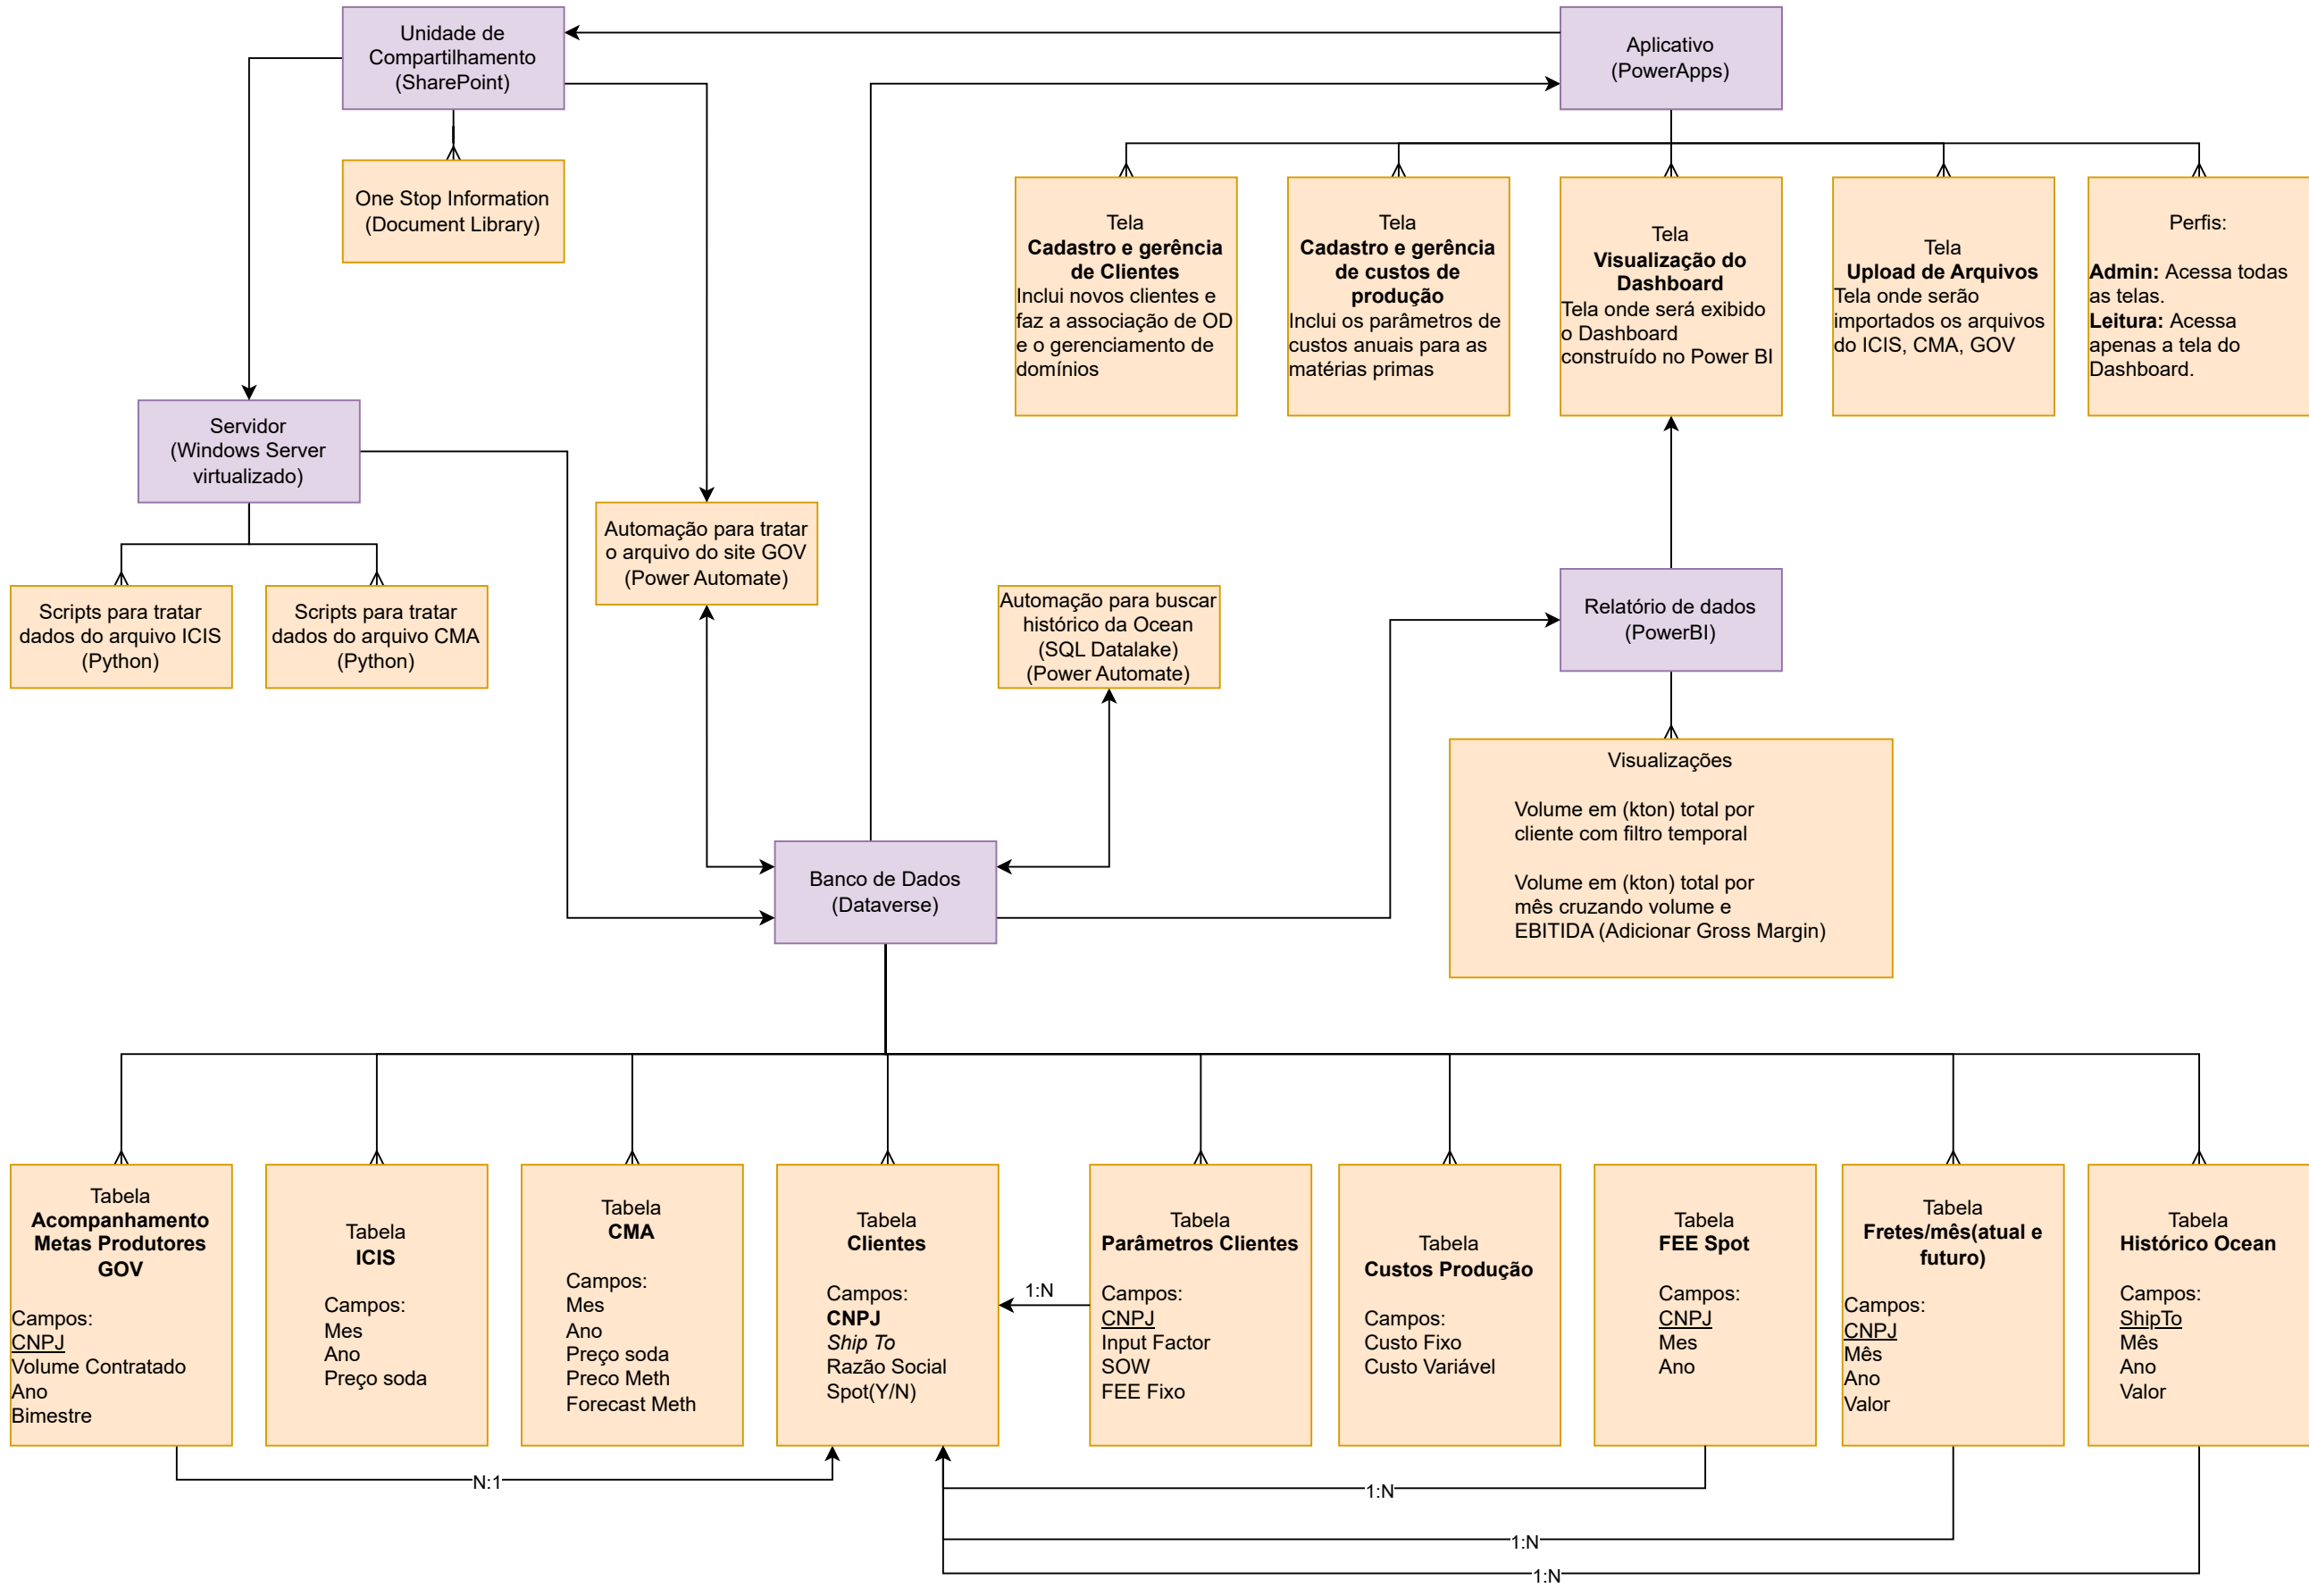 Unidade de
Compartilhamento
(SharePoint)
Aplicativo
(PowerApps)
One Stop Information
(Document Library)
Tela
Cadastro e gerência
de Clientes
Inclui novos clientes e
faz a associação de OD
e o gerenciamento de
domínios
Tela
Cadastro e gerência
de custos de
produção
Inclui os parâmetros de
custos anuais para as
matérias primas
Tela
Visualização do
Dashboard
Tela onde será exibido
o Dashboard
construído no Power BI
Tela
Upload de Arquivos
Tela onde serão
importados os arquivos
do ICIS, CMA, GOV
Perfis:
Admin: Acessa todas
as telas.
Leitura: Acessa
apenas a tela do
Dashboard.
Servidor
(Windows Server
virtualizado)
Automação para tratar
o arquivo do site GOV
(Power Automate)
Scripts para tratar
dados do arquivo ICIS
(Python)
Scripts para tratar
dados do arquivo CMA
(Python)
Automação para buscar
histórico da Ocean
(SQL Datalake)
(Power Automate)
Relatório de dados
(PowerBI)
Visualizações
Volume em (kton) total por
cliente com filtro temporal
Volume em (kton) total por
mês cruzando volume e
EBITIDA (Adicionar Gross Margin)
Banco de Dados
(Dataverse)
Tabela
Acompanhamento
Metas Produtores
GOV
Campos:
CNPJ
Volume Contratado
Ano
Bimestre
Tabela
ICIS
Campos:
Mes
Ano
Preço soda
Tabela
CMA
Campos:
Mes
Ano
Preço soda
Preco Meth
Forecast Meth
Tabela
Clientes
Campos:
CNPJ
Ship To
Razão Social
Spot(Y/N)
1:N
Tabela
Parâmetros Clientes
Campos:
CNPJ
Input Factor
SOW
FEE Fixo
Tabela
Custos Produção
Campos:
Custo Fixo
Custo Variável
Tabela
FEE Spot
Campos:
CNPJ
Mes
Ano
Tabela
Fretes/mês(atual e
futuro)
Campos:
CNPJ
Mês
Ano
Valor
Tabela
Histórico Ocean
Campos:
ShipTo
Mês
Ano
Valor
N:1
1:N
1:N
1:N